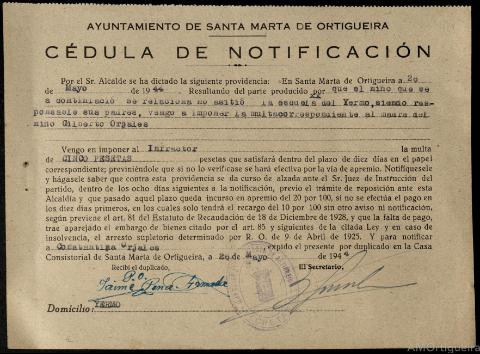 AYUNTAMIENTO DE SANTA MARTA DE ORTIGUEIRA
CÉDULA DE NOTIFICACIÓN
Por el Sr. Alcalde se ha dictado la siguiente providencia: «En Santa Marta de Ortigueira a 20
de Mayo de 1944. Resultando del parte producido por que el niño que se
a continuació se relaciona no asitió la escuela del Yermo, siemdo res-
ponsable sus padres, vengo a imponer la multacorrespondiente al madre del
niño Gilberto Orjales
Vengo en imponer al Infractor la multa
de CINCO PESETAS pesetas que satisfará dentro del plazo de diez días en el papel
correspondiente; previniéndole que si no lo verificase se hará efectiva por la vía de apremio. Notifíquesele
y hágasele saber que contra esta providencia se da curso de alzada ante el Sr. Juez de Instrucción del
partido, dentro de los ocho días siguientes a la notificación, previo el trámite de reposición ante esta
Alcaldía y que pasado aquel plazo queda incurso en apremio del 20 por 100, si no se efectúa el pago en
los diez días primeros, en los cuales solo tendrá el recargo del 10 por 100 sin otro aviso ni notificación,
según previene el art. 81 del Estatuto de Recaudación de 18 de Diciembre de 1928, y que la falta de pago,
trae aparejado el embargo de bienes citado por el art. 85 y siguientes de la citada Ley y en caso de
insolvencia, el arresto supletorio determinado por R. O. de 9 de Abril de 1925. Y para notificar
a Orjales expido el presente por duplicado en la Casa
Consistorial de Santa Marta de Ortigueira, a 20 de Mayo de 1944
Recibí el duplicado, El Secretario,
P.O.
Jaime Pena
Domicilio: YERMO
AMOrtigueira